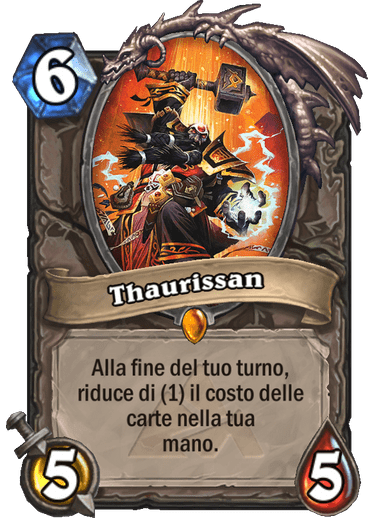 6
Thaurissan
Alla fine del tuo turno,
riduce di (1) il costo delle
carte nella tua
mano.
5 5